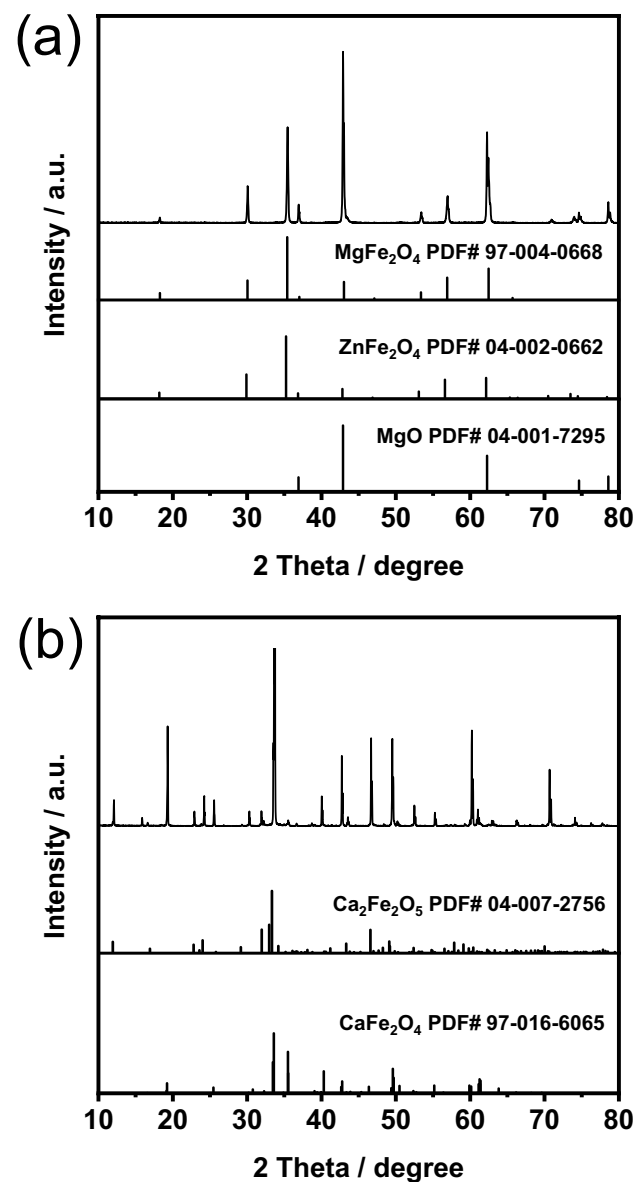 (a)
Intensity / a.u.
MgFe₂O₄ PDF# 97-004-0668
ZnFe₂O₄ PDF# 04-002-0662
MgO PDF# 04-001-7295
10 20 30 40 50 60 70 80
2 Theta / degree
(b)
Intensity / a.u.
Ca₂Fe₂O₅ PDF# 04-007-2756
CaFe₂O₄ PDF# 97-016-6065
10 20 30 40 50 60 70 80
2 Theta / degree